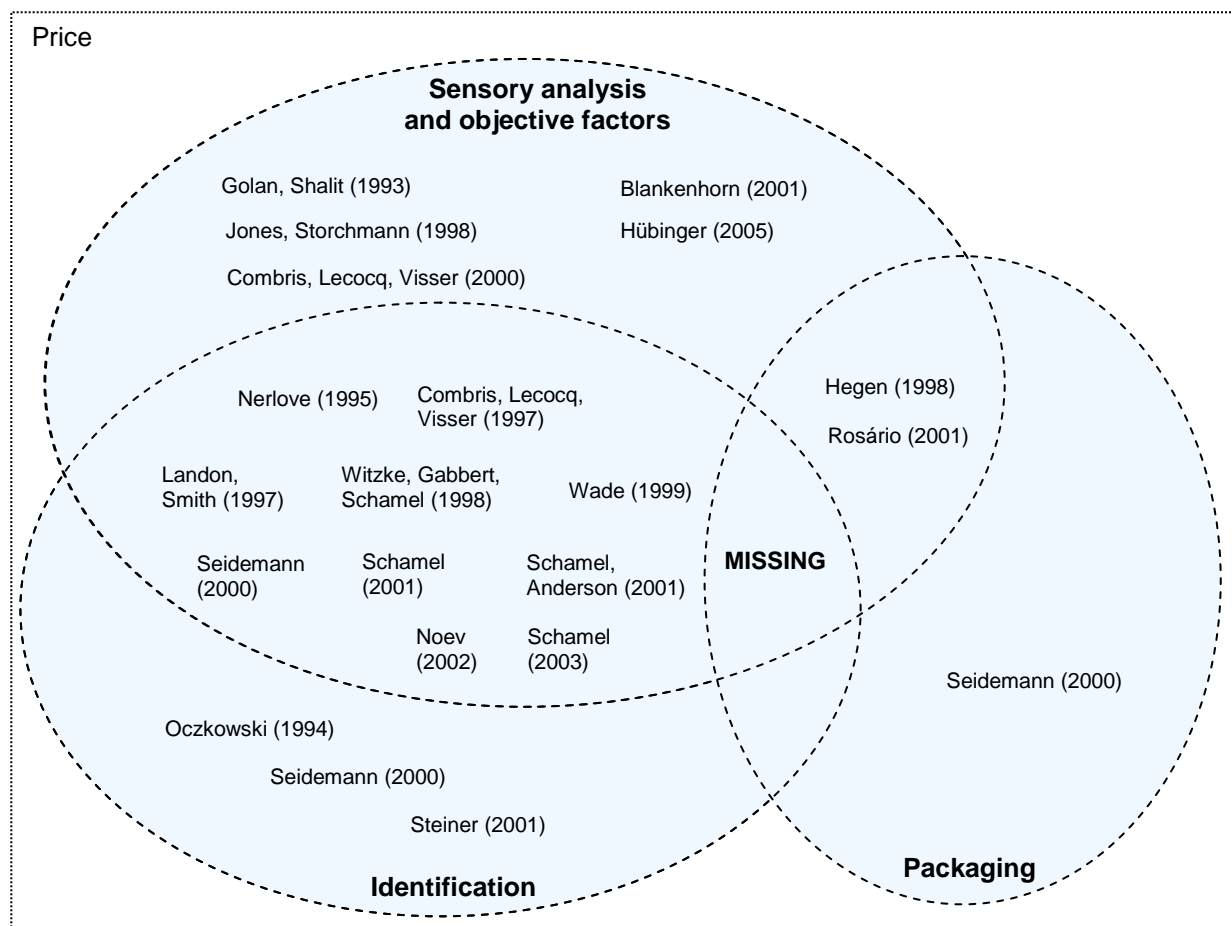 Price
Sensory analysis
and objective factors
Golan, Shalit (1993)
Blankenhorn (2001)
Jones, Storchmann (1998)
Hübinger (2005)
Combris, Lecocq, Visser (2000)
Hegen (1998)
Nerlove (1995)
Combris, Lecocq,
Visser (1997)
Rosário (2001)
Landon,
Smith (1997)
Witzke, Gabbert,
Schamel (1998)
Wade (1999)
Seidemann
(2000)
Schamel
(2001)
Schamel,
Anderson (2001)
MISSING
Noev
(2002)
Schamel
(2003)
Seidemann (2000)
Oczkowski (1994)
Seidemann (2000)
Steiner (2001)
Packaging
Identification